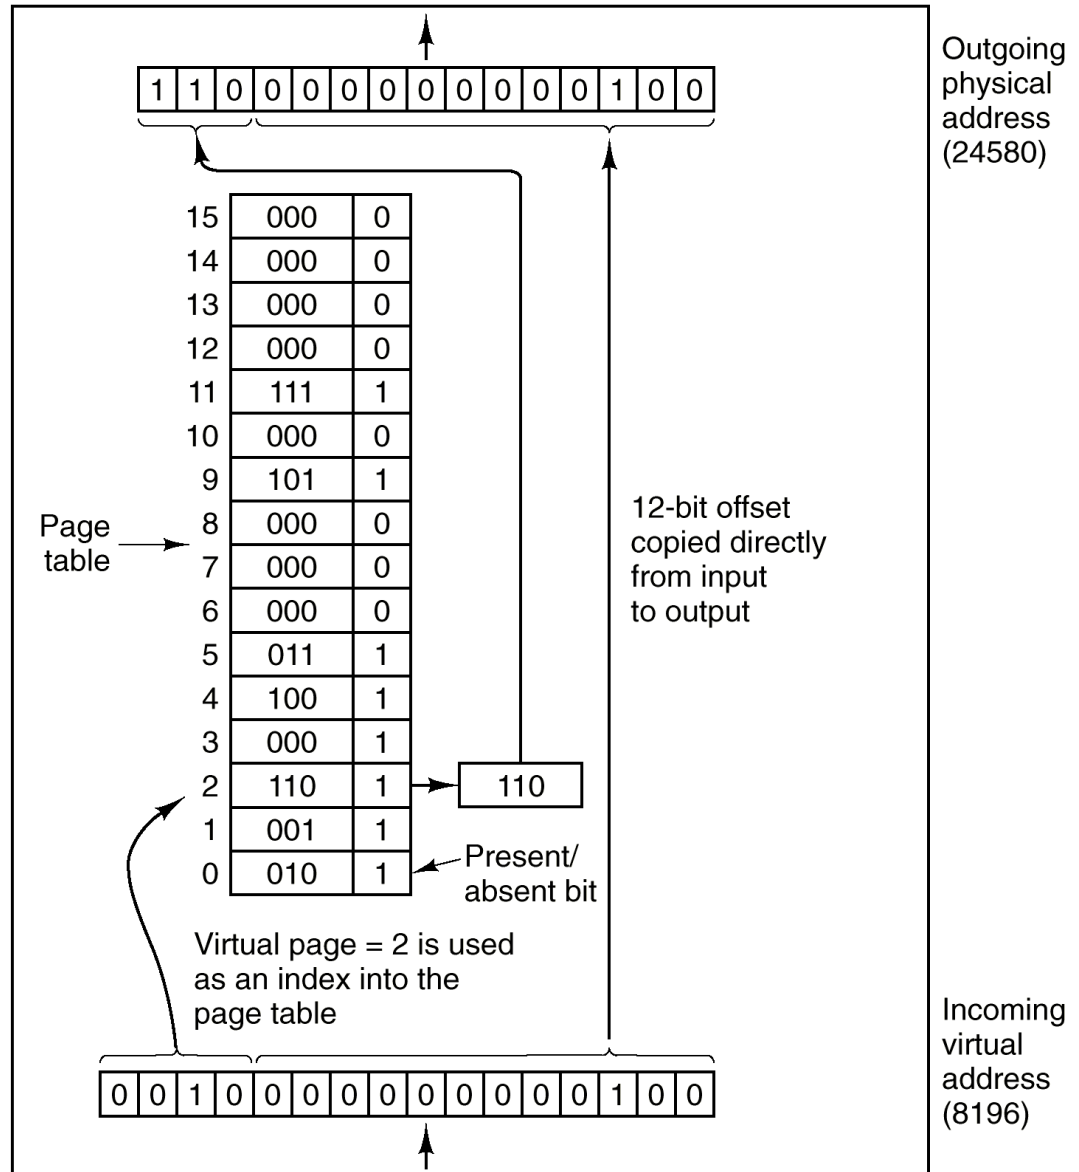 Outgoing
physical
address
(24580)
1 1 0 0 0 0 0 0 0 0 0 0 1 0 0
15 000 0
14 000 0
13 000 0
12 000 0
11 111 1
10 000 0
9 101 1
8 000 0
7 000 0
6 000 0
5 011 1
4 100 1
3 000 1
2 110 1 110
1 001 1
0 010 1
Page
table
12-bit offset
copied directly
from input
to output
Present/
absent bit
Virtual page = 2 is used
as an index into the
page table
0 0 1 0 0 0 0 0 0 0 0 0 0 1 0 0
Incoming
virtual
address
(8196)